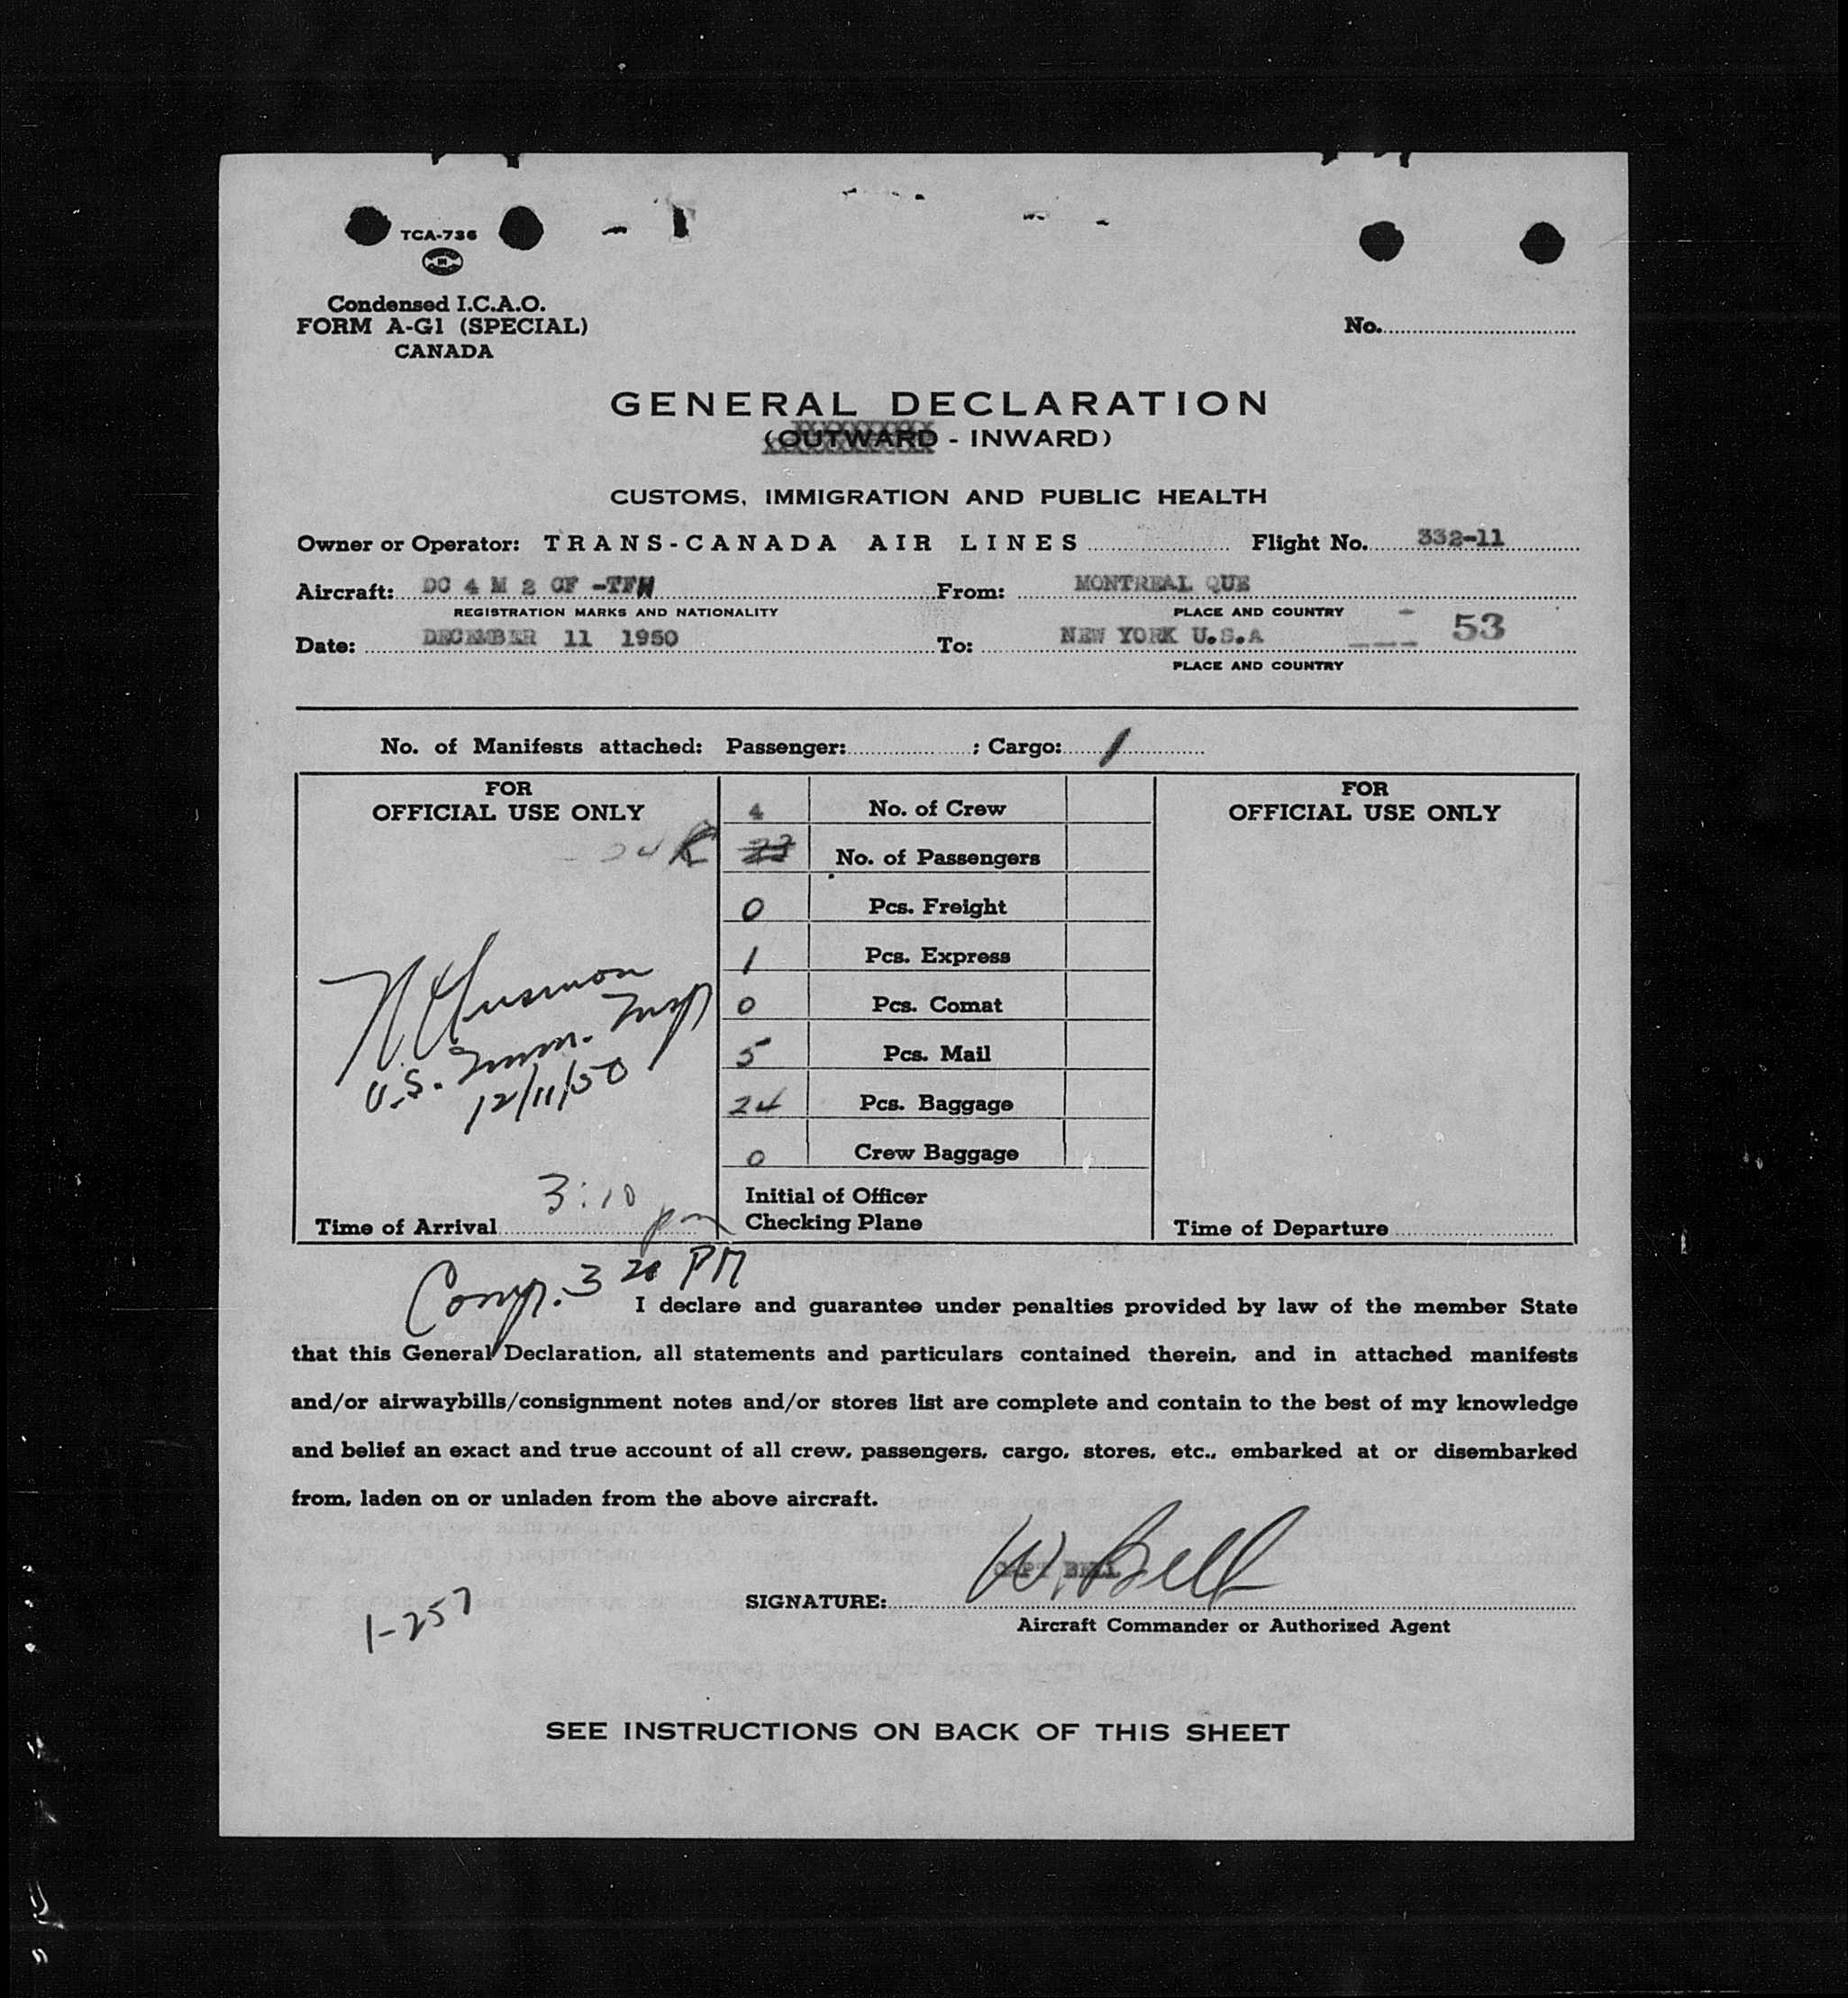 TCA-736
Condensed I.C.A.O.
FORM A-G1 (SPECIAL)
CANADA
No.
GENERAL DECLARATION
(OUTWARD - INWARD)
CUSTOMS, IMMIGRATION AND PUBLIC HEALTH
Owner or Operator: TRANS-CANADA AIR LINES Flight No. 332-11
Aircraft: DC 4 M 2 CF -TFW From: MONTREAL QUE
REGISTRATION MARKS AND NATIONALITY PLACE AND COUNTRY
Date: DECEMBER 11 1950 To: NEW YORK U.S.A 53
PLACE AND COUNTRY
No. of Manifests attached: Passenger: ; Cargo: 1
FOR
OFFICIAL USE ONLY
4 No. of Crew
FOR
OFFICIAL USE ONLY
24 No. of Passengers
0 Pcs. Freight
1 Pcs. Express
0 Pcs. Comat
5 Pcs. Mail
24 Pcs. Baggage
0 Crew Baggage
U.S. Imm. Insp
12/11/50
Initial of Officer
Checking Plane
Time of Arrival 3:10 pm
Time of Departure
Comp. 3 20 PM
I declare and guarantee under penalties provided by law of the member State
that this General Declaration, all statements and particulars contained therein, and in attached manifests
and/or airwaybills/consignment notes and/or stores list are complete and contain to the best of my knowledge
and belief an exact and true account of all crew, passengers, cargo, stores, etc., embarked at or disembarked
from, laden on or unladen from the above aircraft.
CAPT BELL
W. Bell
SIGNATURE:
Aircraft Commander or Authorized Agent
1-257
SEE INSTRUCTIONS ON BACK OF THIS SHEET